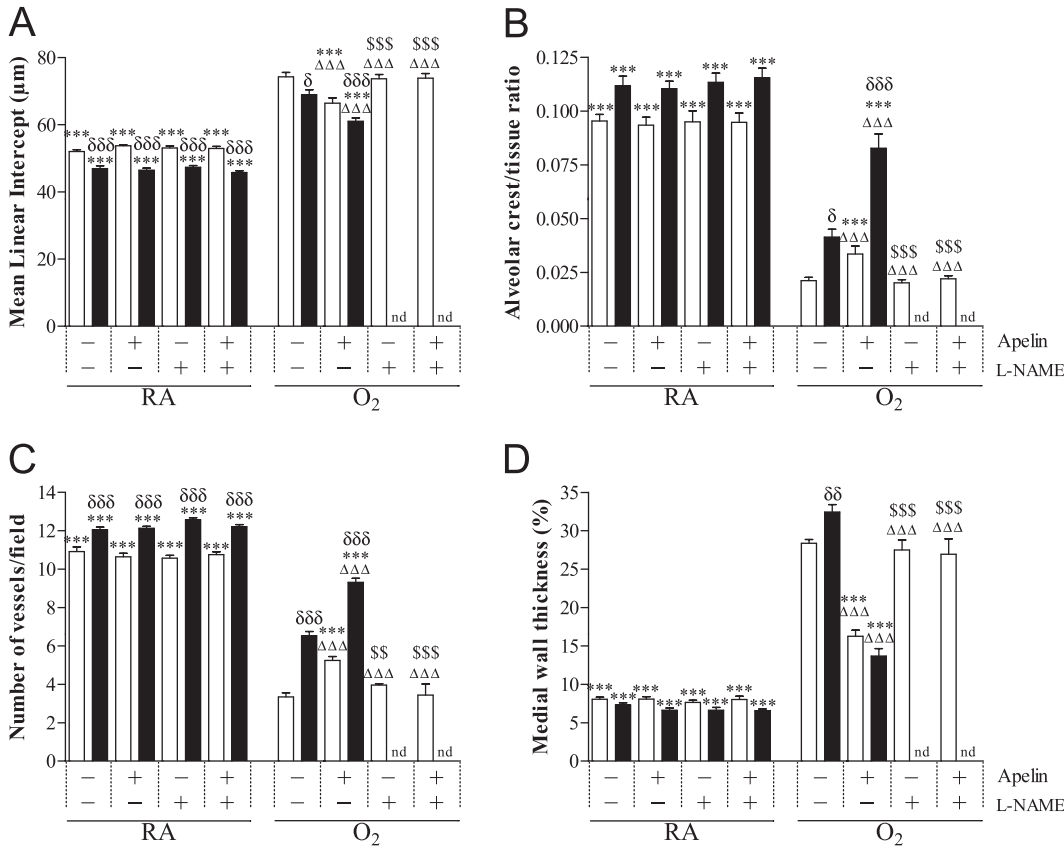 A
Mean Linear Intercept (µm)
80
60
40
20
0
*** *** *** ***
δδδ δδδ δδδ δδδ
*** *** *** ***
*** $$$ $$$
δ ΔΔΔ δδδ ΔΔΔ ΔΔΔ
***
ΔΔΔ
nd nd
− + − + − + − +
− − + + − − + +
RA O2
B
Alveolar crest/tissue ratio
0.125
0.100
0.075
0.050
0.025
0.000
*** *** *** ***
*** *** *** ***
δδδ
***
ΔΔΔ
δ ***
ΔΔΔ $$$ $$$
ΔΔΔ ΔΔΔ
nd nd
− + − + − + − + Apelin
− − + + − − + + L-NAME
RA O2
C
Number of vessels/field
14
12
10
8
6
4
2
0
δδδ δδδ δδδ δδδ
*** *** *** ***
*** *** *** ***
δδδ
***
ΔΔΔ
δδδ ***
ΔΔΔ $$ $$$
ΔΔΔ ΔΔΔ
nd nd
− + − + − + − +
− − + + − − + +
RA O2
D
Medial wall thickness (%)
35
30
25
20
15
10
5
0
*** *** *** ***
*** *** *** ***
δδ $$$ $$$
ΔΔΔ ΔΔΔ
***
ΔΔΔ ***
ΔΔΔ
nd nd
− + − + − + − + Apelin
− − + + − − + + L-NAME
RA O2